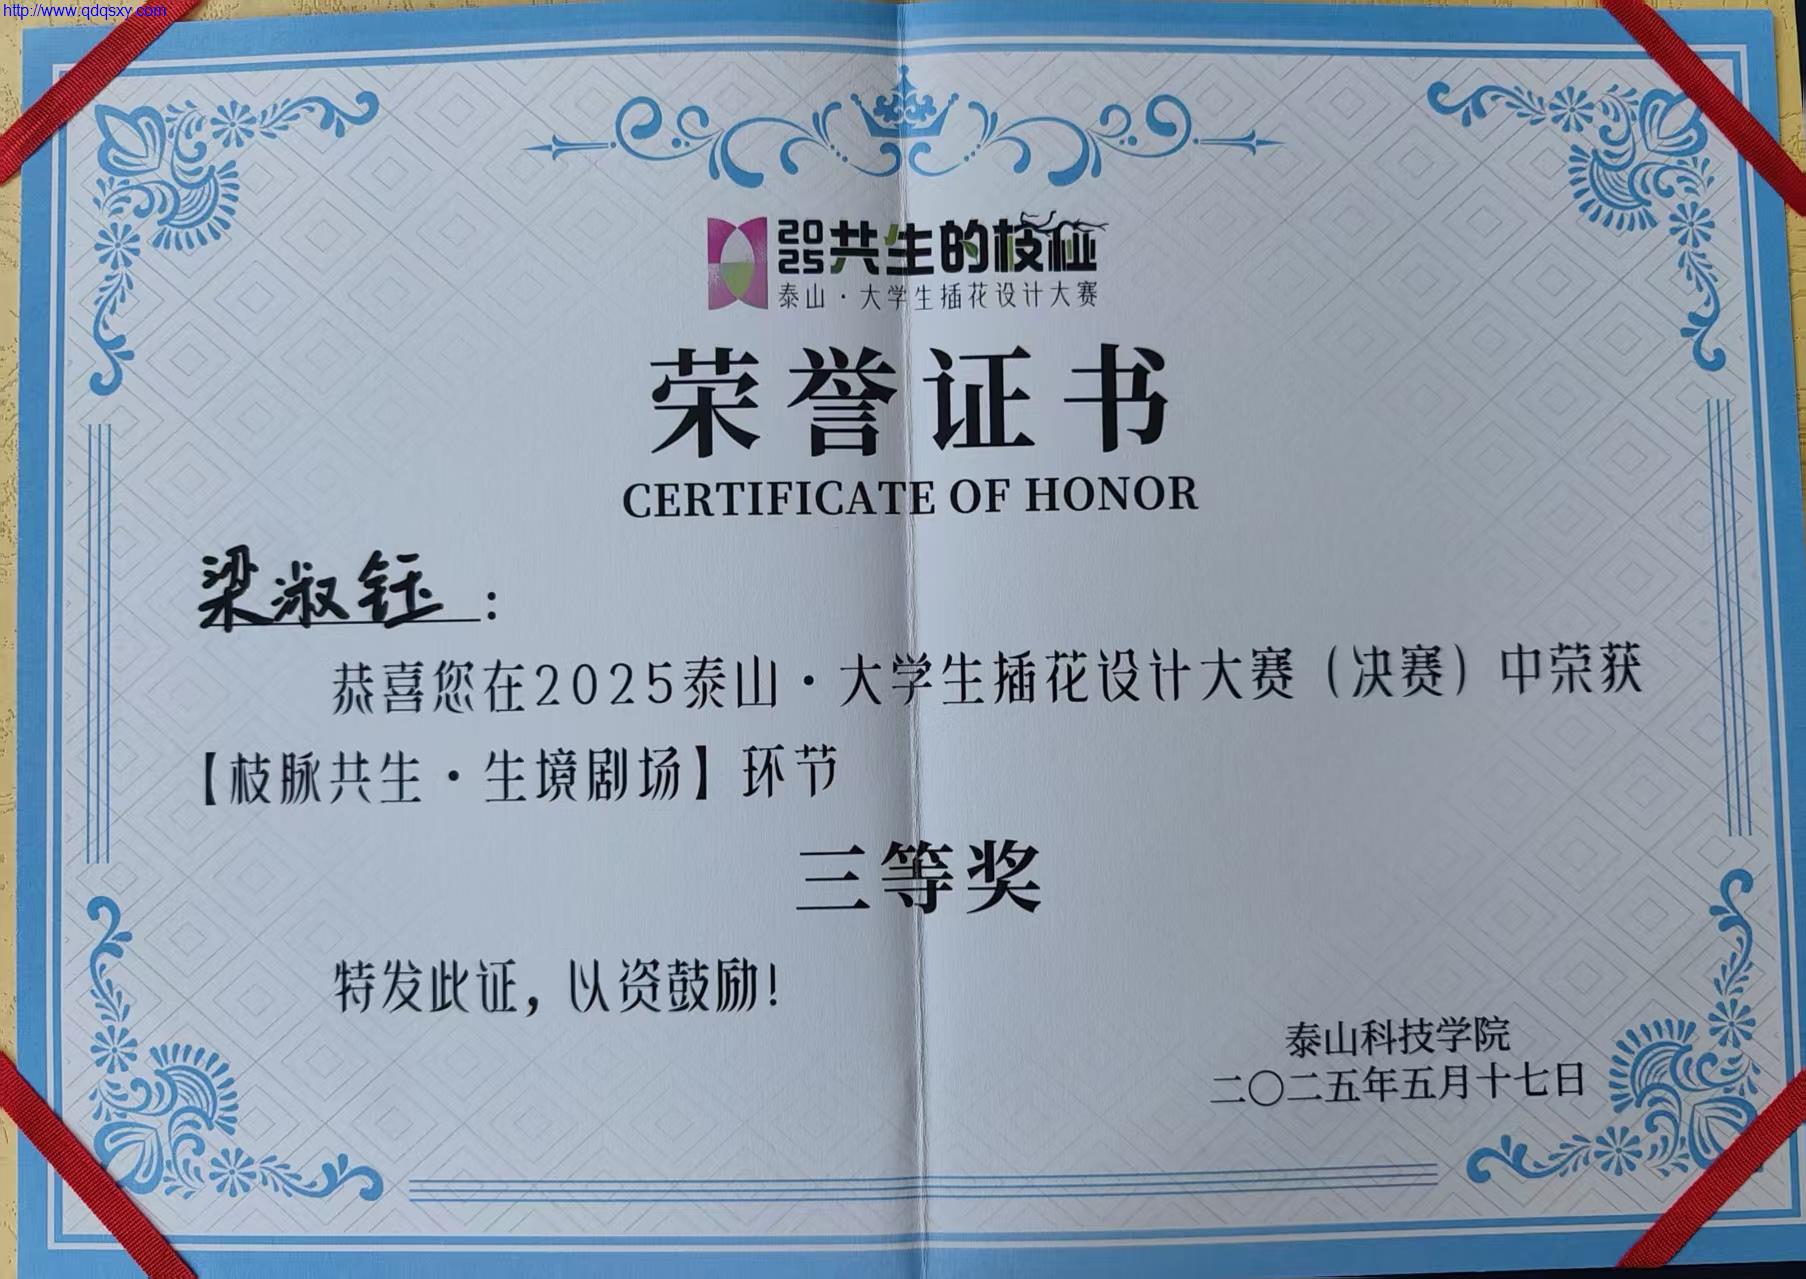 http://www.qdqsxy.com
2025共生的枝桠
泰山·大学生插花设计大赛
荣誉证书
CERTIFICATE OF HONOR
梁淑钰：
恭喜您在2025泰山·大学生插花设计大赛（决赛）中荣获
【枝脉共生·生境剧场】环节
三等奖
特发此证，以资鼓励！
泰山科技学院
二〇二五年五月十七日